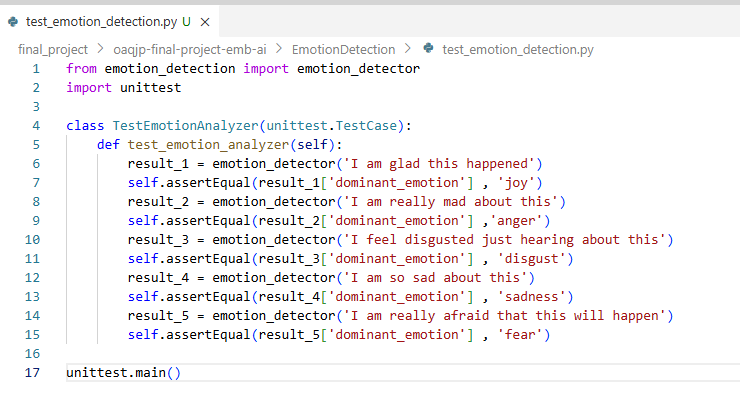 test_emotion_detection.py U ×
final_project > oaqjp-final-project-emb-ai > EmotionDetection > test_emotion_detection.py
1 from emotion_detection import emotion_detector
2 import unittest
3
4 class TestEmotionAnalyzer(unittest.TestCase):
5     def test_emotion_analyzer(self):
6         result_1 = emotion_detector('I am glad this happened')
7         self.assertEqual(result_1['dominant_emotion'] , 'joy')
8         result_2 = emotion_detector('I am really mad about this')
9         self.assertEqual(result_2['dominant_emotion'] ,'anger')
10         result_3 = emotion_detector('I feel disgusted just hearing about this')
11         self.assertEqual(result_3['dominant_emotion'] , 'disgust')
12         result_4 = emotion_detector('I am so sad about this')
13         self.assertEqual(result_4['dominant_emotion'] , 'sadness')
14         result_5 = emotion_detector('I am really afraid that this will happen')
15         self.assertEqual(result_5['dominant_emotion'] , 'fear')
16
17 unittest.main()